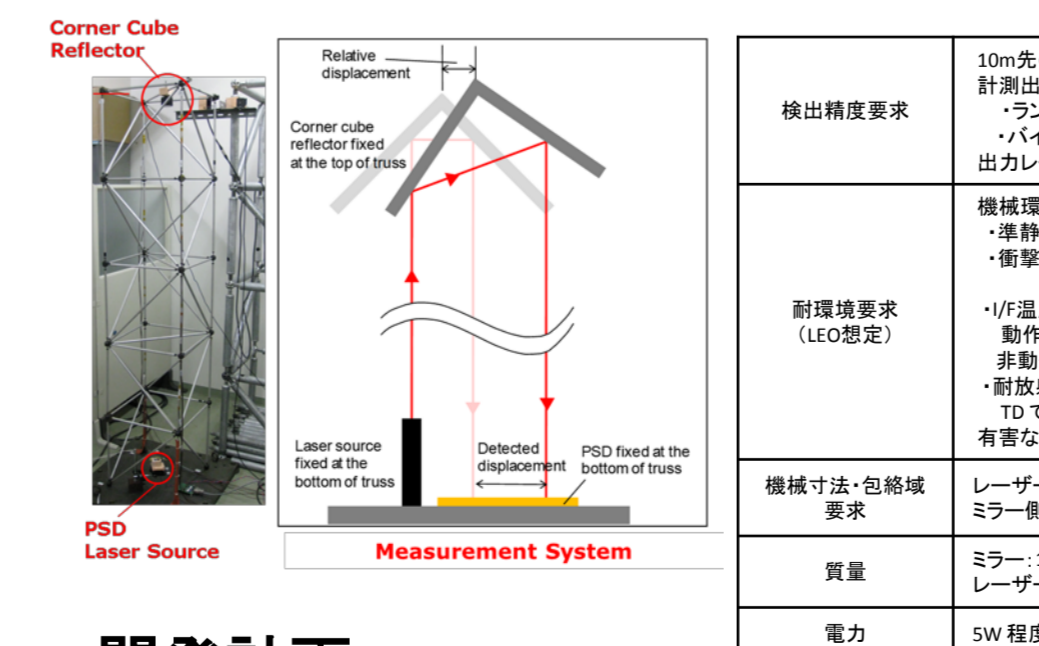 Corner Cube
Reflector
PSD
Laser Source
Relative
displacement
Corner cube
reflector fixed
at the top of truss
Laser source
fixed at the
bottom of truss
Detected
displacement
PSD fixed at the
bottom of truss
Measurement System
検出精度要求
10m先
計測出
・ラン
・バイ
出力レ
耐環境要求
（LEO想定）
機械環
・準静
・衝撃
・I/F温
動作
非動
・耐放
TD で
有害な
機械寸法・包絡域
要求
レーザー
ミラー側
質量
ミラー：
レーザー
電力
5W 程度